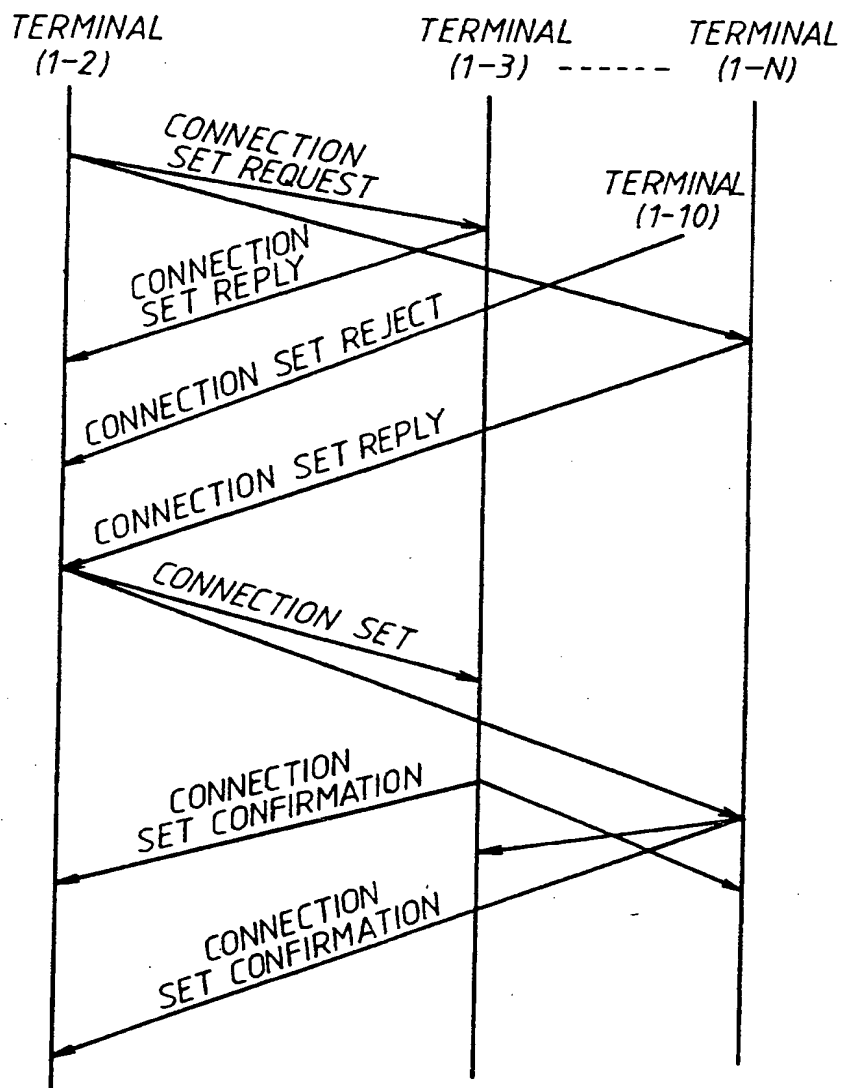 TERMINAL
(1-2)
TERMINAL
(1-3) ------
TERMINAL
(1-N)
CONNECTION
SET REQUEST
TERMINAL
(1-10)
CONNECTION
SET REPLY
CONNECTION SET REJECT
CONNECTION SET REPLY
CONNECTION SET
CONNECTION
SET CONFIRMATION
CONNECTION
SET CONFIRMATION